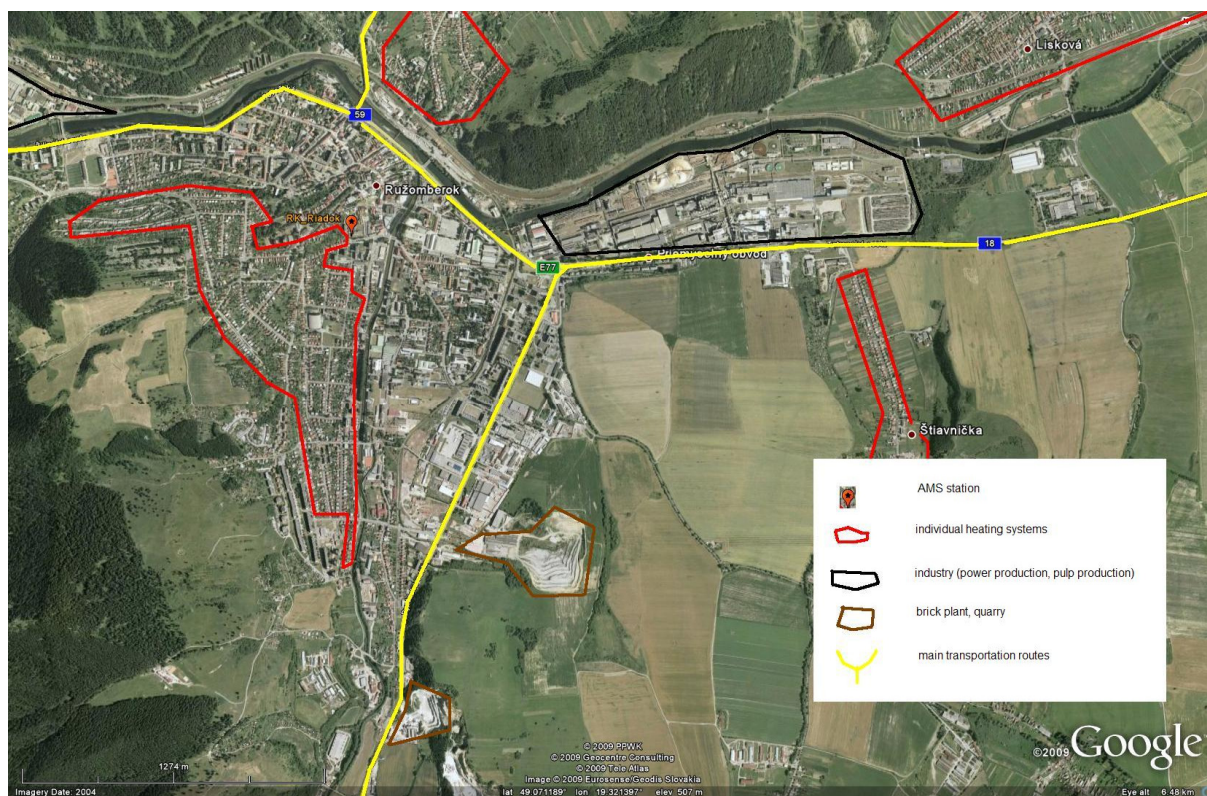 Lisková
59
Ružomberok
RK_Riadok
18
Priemyselný obvod
E77
Štiavnička
AMS station
individual heating systems
industry (power production, pulp production)
brick plant, quarry
main transportation routes
© 2009 PPWK
© 2009 Geocentre Consulting
© 2009 Tele Atlas
Image © 2009 Eurosense/Geodis Slovakia
©2009 Google
1274 m
Imagery Date: 2004
lat 49.071189° lon 19.321397° elev 507 m
Eye alt 6.48 km